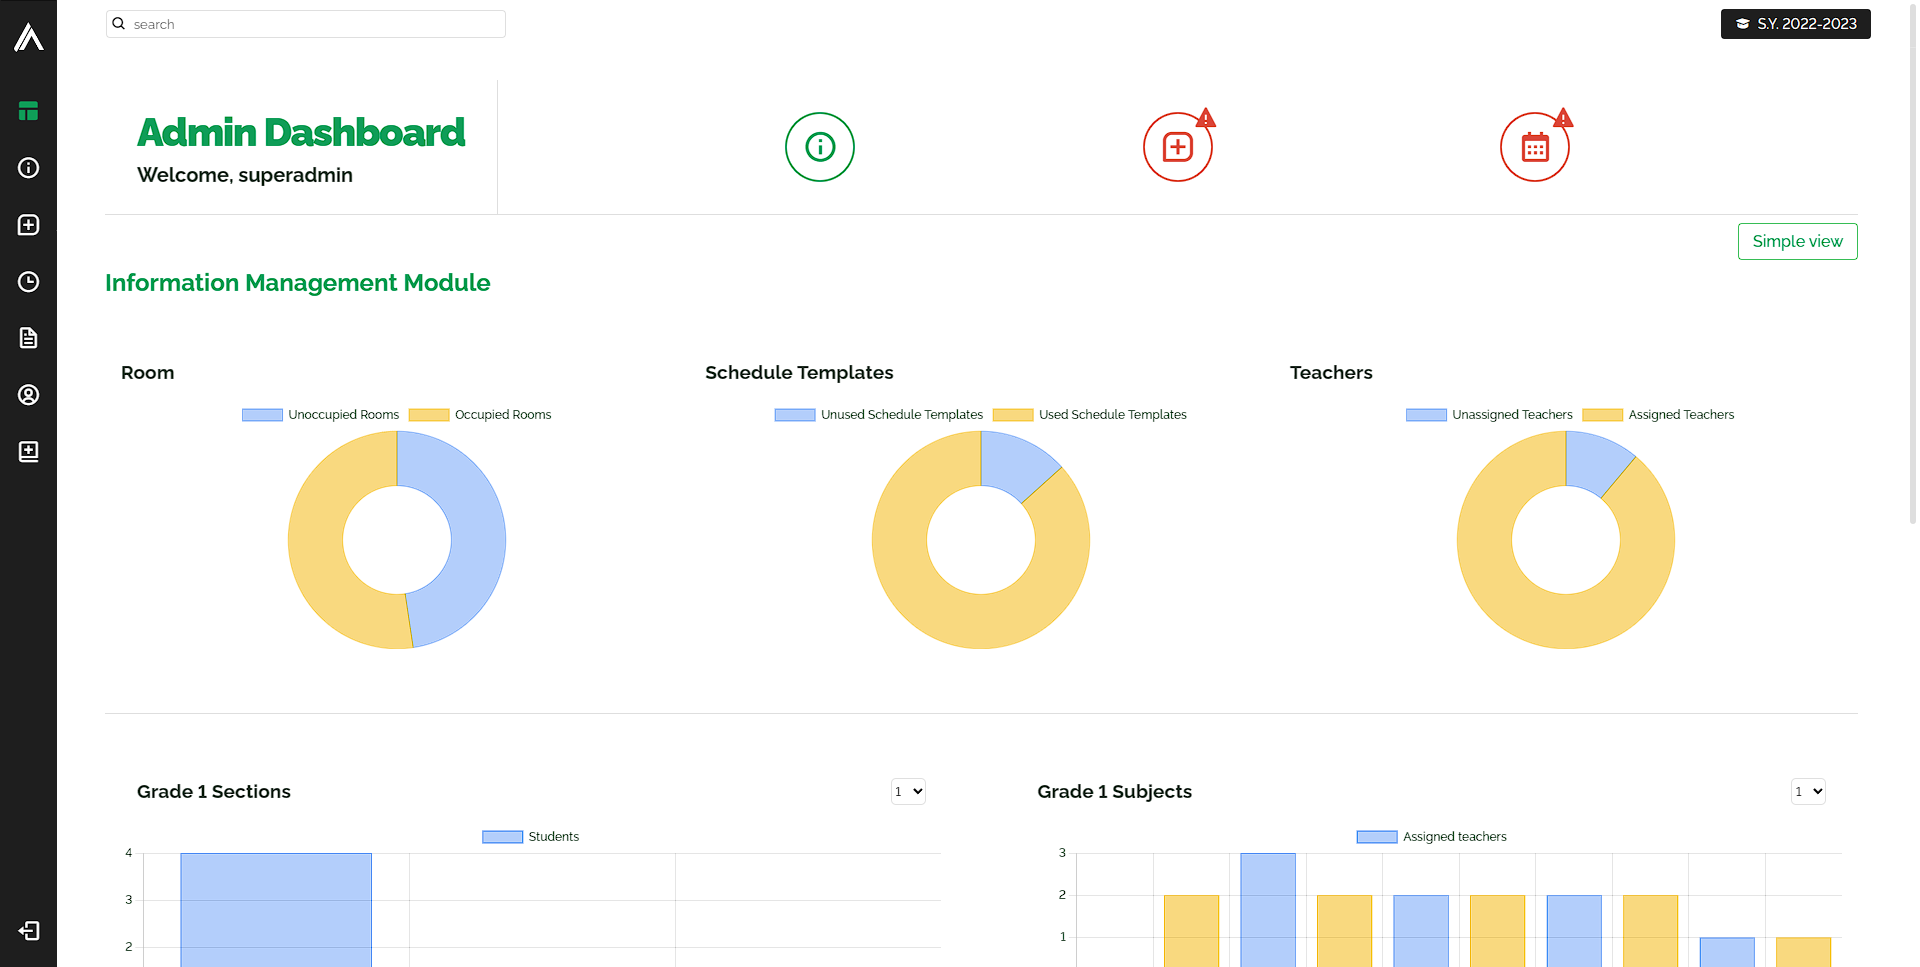 search
S.Y. 2022-2023
Admin Dashboard
Welcome, superadmin
Simple view
Information Management Module
Room
Schedule Templates
Teachers
Unoccupied Rooms Occupied Rooms
Unused Schedule Templates Used Schedule Templates
Unassigned Teachers Assigned Teachers
Grade 1 Sections
1
Grade 1 Subjects
1
Students
4
3
2
Assigned teachers
3
2
1